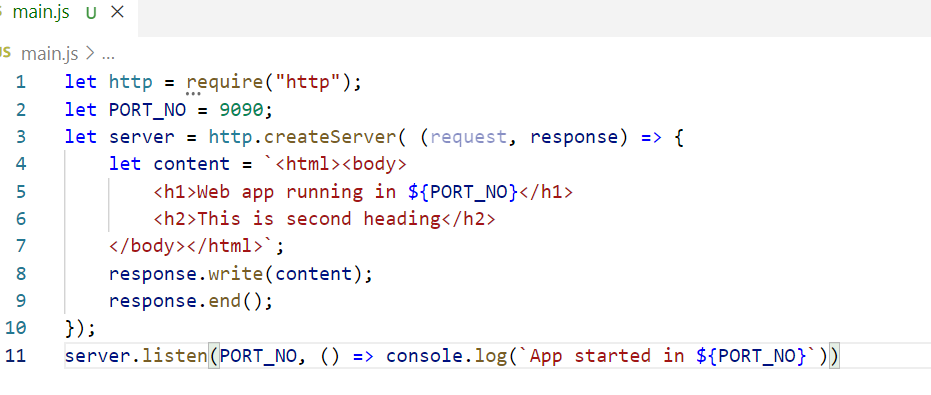 JS main.js U ×
JS main.js > ...
1 let http = require("http");
2 let PORT_NO = 9090;
3 let server = http.createServer( (request, response) => {
4 let content = `<html><body>
5 <h1>Web app running in ${PORT_NO}</h1>
6 <h2>This is second heading</h2>
7 </body></html>`;
8 response.write(content);
9 response.end();
10 });
11 server.listen(PORT_NO, () => console.log(`App started in ${PORT_NO}`))